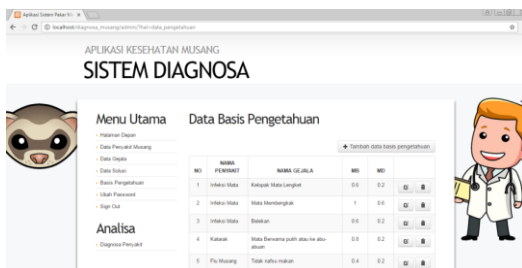 Aplikasi Sistem Pakar
localhost/diagnosa_musang/admin/?hal=data_pengetahuan
APLIKASI KESEHATAN MUSANG
SISTEM DIAGNOSA
Menu Utama
Halaman Depan
Data Penyakit Musang
Data Gejala
Data Solusi
Basis Pengetahuan
Ubah Password
Sign Out
Analisa
Diagnosa Penyakit
Data Basis Pengetahuan
+ Tambah data basis pengetahuan
NO NAMA PENYAKIT NAMA GEJALA MB MD
1 Infeksi Mata Kelopak Mata Lengket 0.6 0.2
2 Infeksi Mata Mata Membengkak 1 0.6
3 Infeksi Mata Belekan 0.6 0.2
4 Katarak Mata Berwarna putih atau ke abu-abuan 0.8 0.2
5 Flu Musang Tidak nafsu makan 0.4 0.2